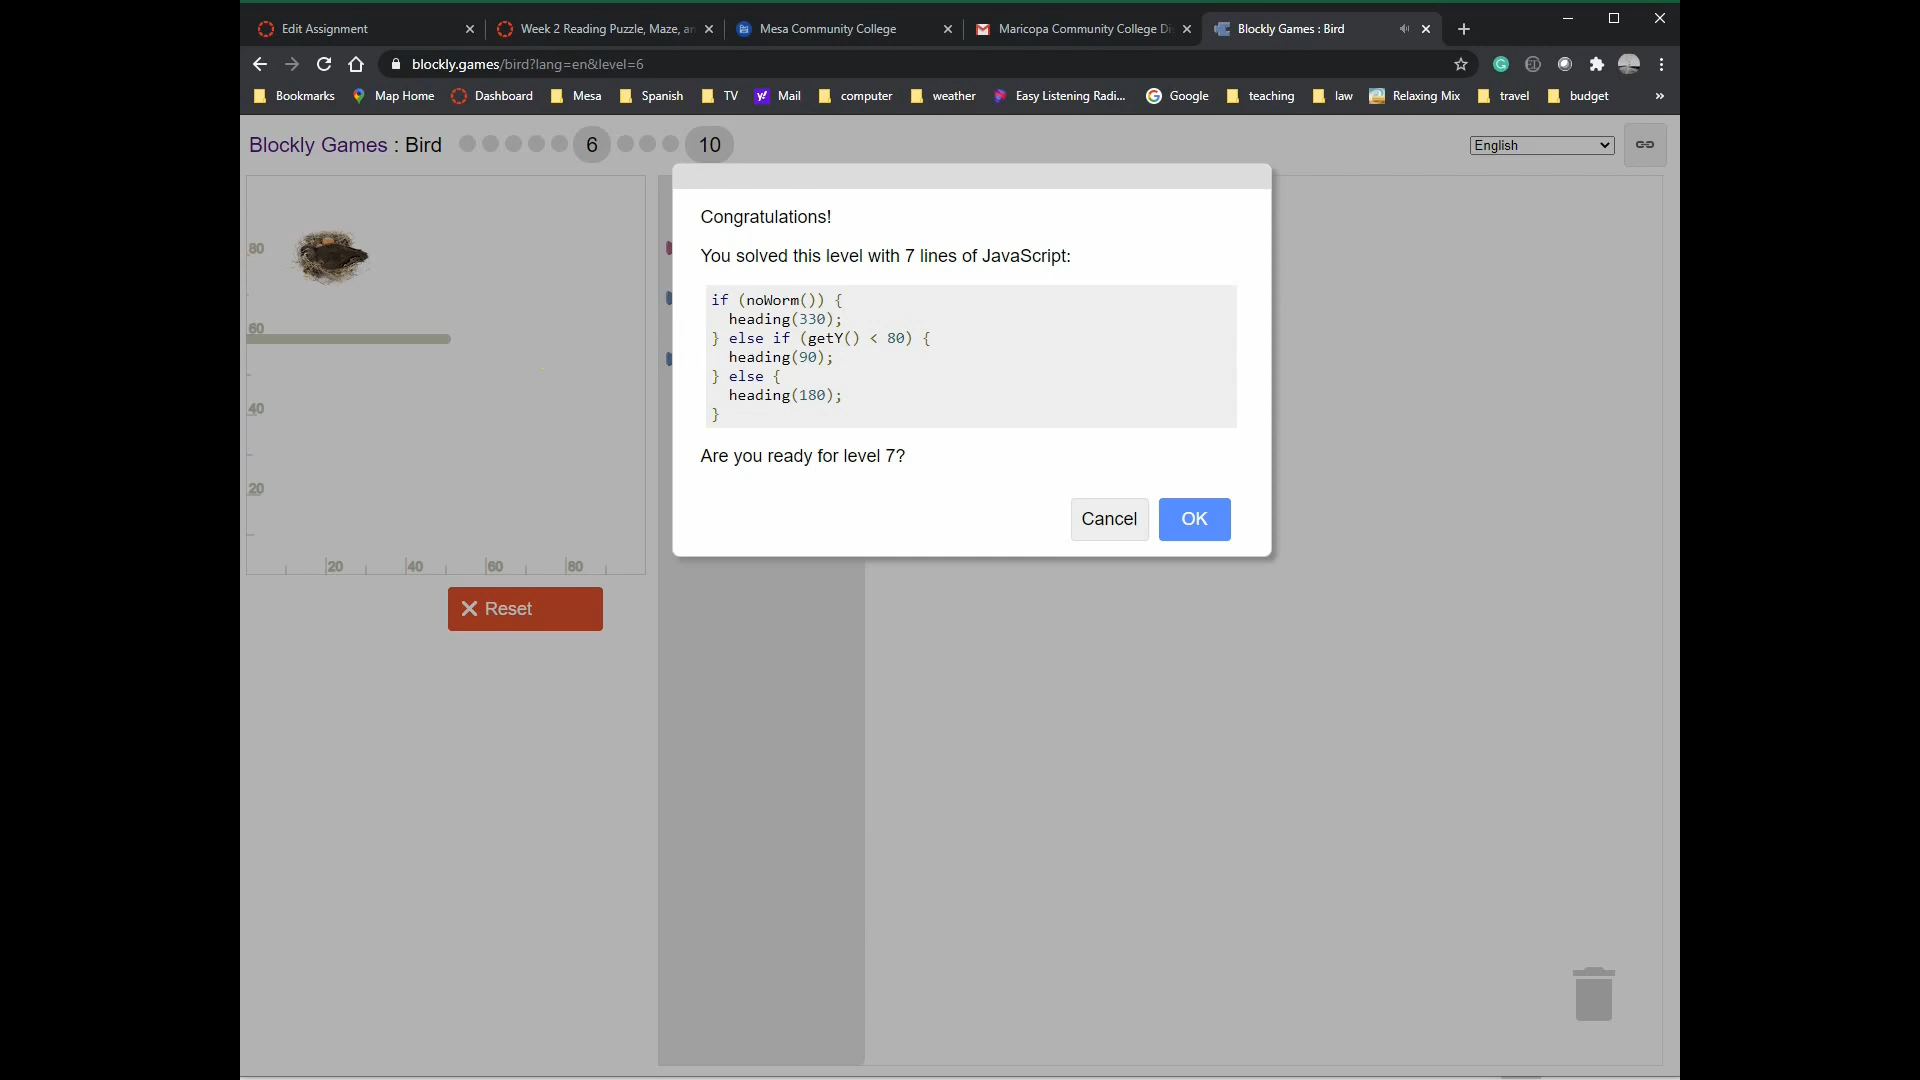 Edit Assignment
Week 2 Reading Puzzle, Maze, an
Mesa Community College
Maricopa Community College Di
Blockly Games : Bird
blockly.games/bird?lang=en&level=6
Bookmarks
Map Home
Dashboard
Mesa
Spanish
TV
Mail
computer
weather
Easy Listening Radi...
Google
teaching
law
Relaxing Mix
travel
budget
»
Blockly Games : Bird
6
10
English
80
60
40
20
20
40
60
80
Reset
Congratulations!
You solved this level with 7 lines of JavaScript:
if (noWorm()) {
  heading(330);
} else if (getY() < 80) {
  heading(90);
} else {
  heading(180);
}
Are you ready for level 7?
Cancel
OK